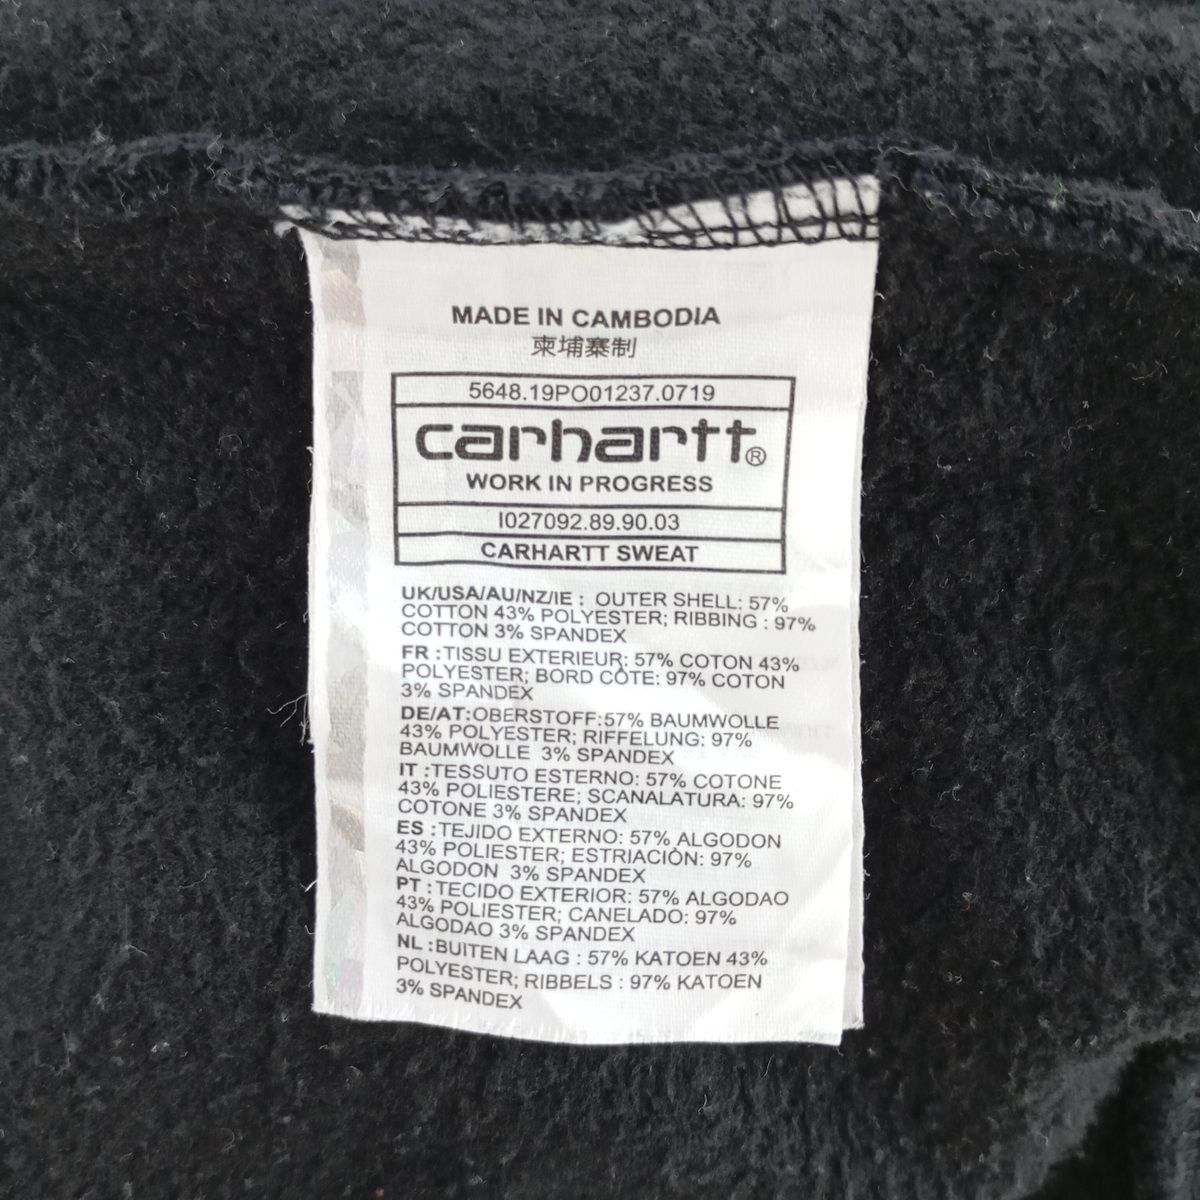 MADE IN CAMBODIA
柬埔寨制
5648.19PO01237.0719
carhartt®
WORK IN PROGRESS
I027092.89.90.03
CARHARTT SWEAT
UK/USA/AU/NZ/IE : OUTER SHELL: 57%
COTTON 43% POLYESTER; RIBBING : 97%
COTTON 3% SPANDEX
FR :TISSU EXTERIEUR: 57% COTON 43%
POLYESTER; BORD CÔTE: 97% COTON
3% SPANDEX
DE/AT:OBERSTOFF:57% BAUMWOLLE
43% POLYESTER; RIFFELUNG: 97%
BAUMWOLLE 3% SPANDEX
IT :TESSUTO ESTERNO: 57% COTONE
43% POLIESTERE; SCANALATURA: 97%
COTONE 3% SPANDEX
ES :TEJIDO EXTERNO: 57% ALGODON
43% POLIESTER; ESTRIACIÒN: 97%
ALGODON 3% SPANDEX
PT :TECIDO EXTERIOR: 57% ALGODAO
43% POLIESTER; CANELADO: 97%
ALGODAO 3% SPANDEX
NL :BUITEN LAAG : 57% KATOEN 43%
POLYESTER; RIBBELS : 97% KATOEN
3% SPANDEX